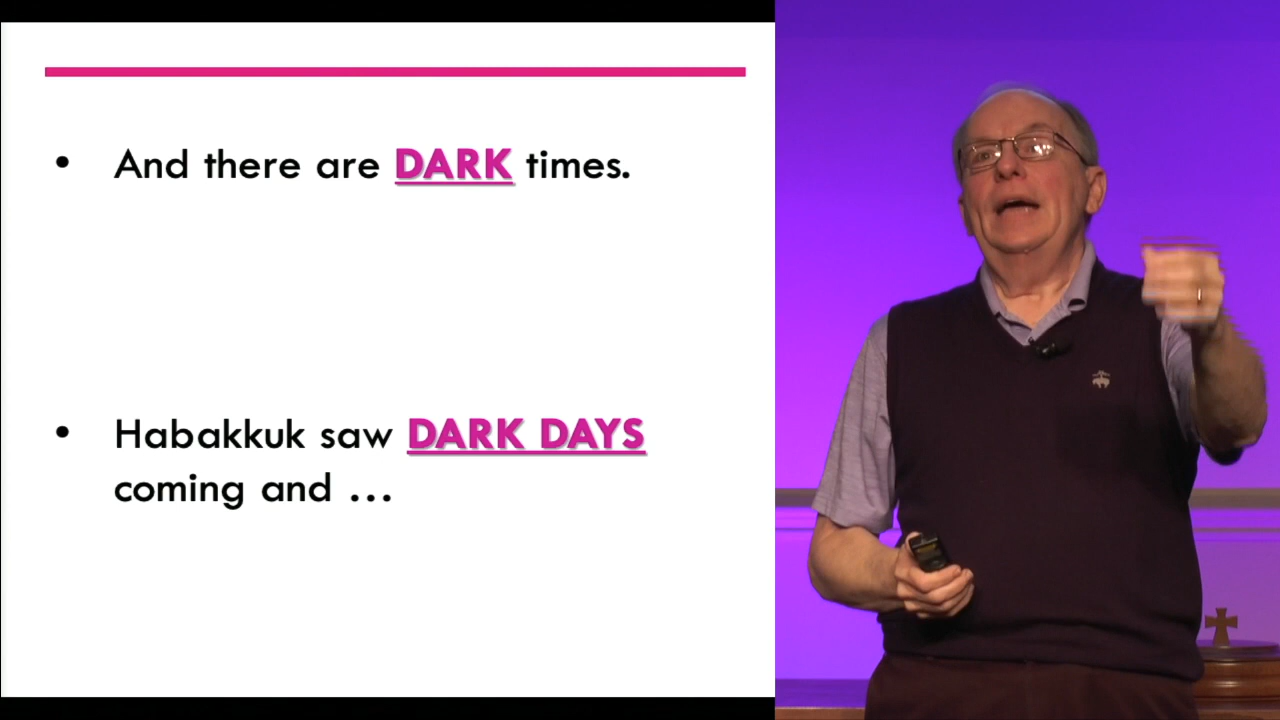 • And there are DARK times.
• Habakkuk saw DARK DAYS
coming and …